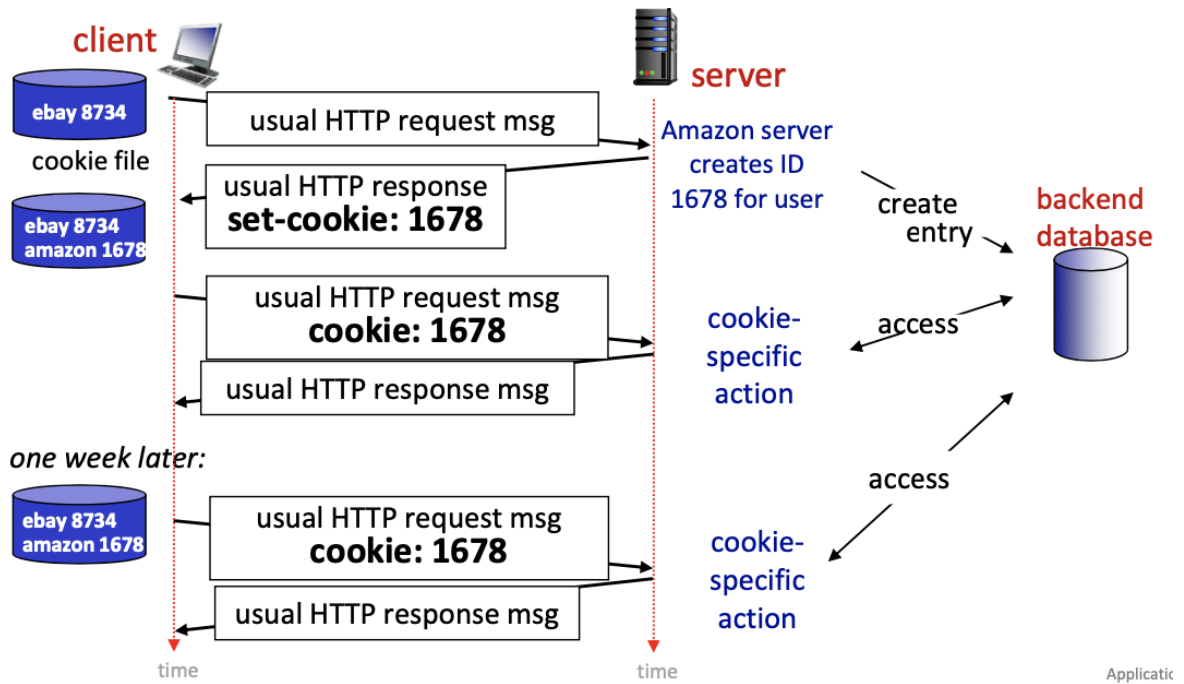 client
server
ebay 8734
cookie file
usual HTTP request msg
Amazon server
creates ID
1678 for user
usual HTTP response
set-cookie: 1678
ebay 8734
amazon 1678
create
entry
backend
database
usual HTTP request msg
cookie: 1678
cookie-
specific
action
access
usual HTTP response msg
one week later:
access
ebay 8734
amazon 1678
usual HTTP request msg
cookie: 1678
cookie-
specific
action
usual HTTP response msg
time
time